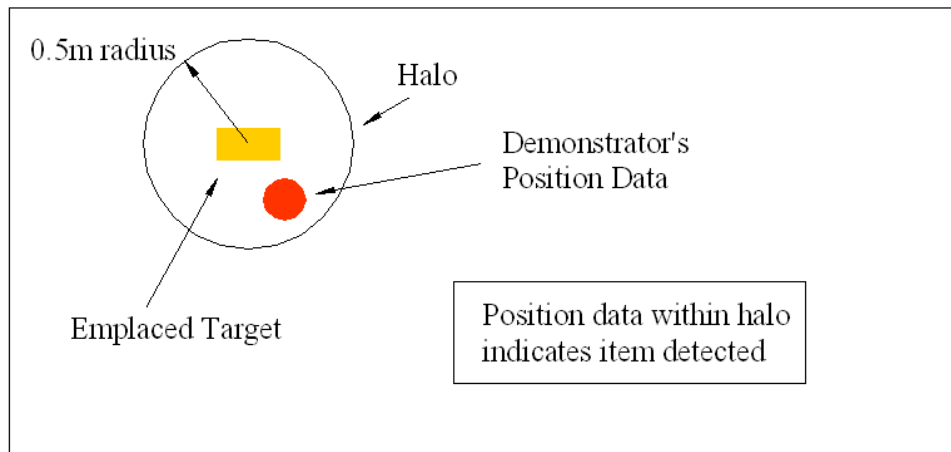 0.5m radius
Halo
Demonstrator's
Position Data
Emplaced Target
Position data within halo
indicates item detected